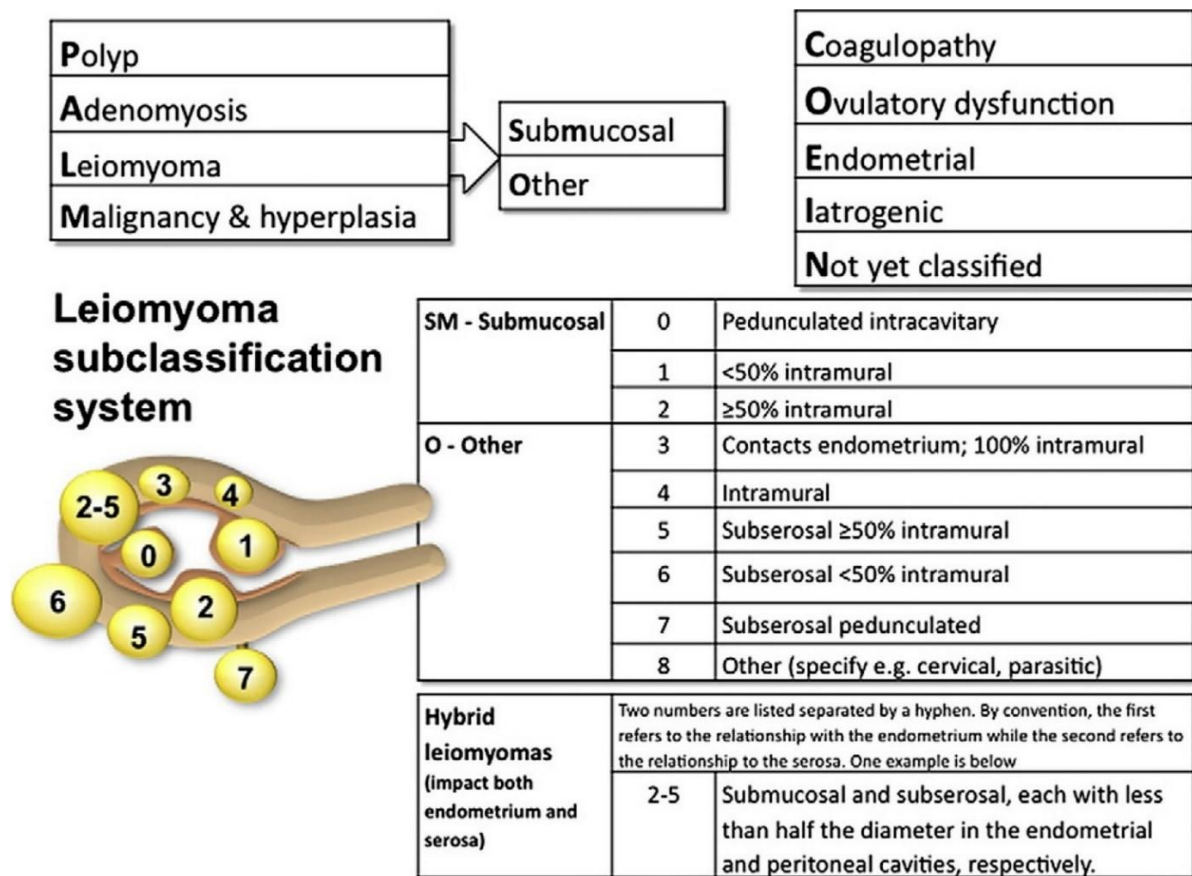 Polyp
Adenomyosis
Leiomyoma
Malignancy & hyperplasia
Submucosal
Other
Coagulopathy
Ovulatory dysfunction
Endometrial
Iatrogenic
Not yet classified
Leiomyoma
subclassification
system
2-5
3
4
0
1
6
5
2
7
SM - Submucosal
0
Pedunculated intracavitary
1
<50% intramural
2
≥50% intramural
O - Other
3
Contacts endometrium; 100% intramural
4
Intramural
5
Subserosal ≥50% intramural
6
Subserosal <50% intramural
7
Subserosal pedunculated
8
Other (specify e.g. cervical, parasitic)
Hybrid
leiomyomas
(impact both
endometrium and
serosa)
Two numbers are listed separated by a hyphen. By convention, the first
refers to the relationship with the endometrium while the second refers to
the relationship to the serosa. One example is below
2-5
Submucosal and subserosal, each with less
than half the diameter in the endometrial
and peritoneal cavities, respectively.